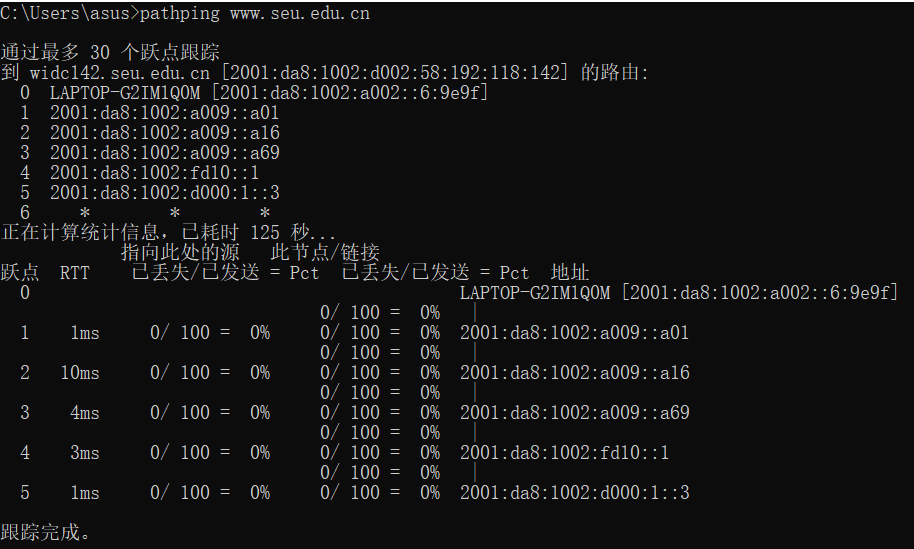 C:\Users\asus>pathping www.seu.edu.cn
通过最多 30 个跃点跟踪
到 widc142.seu.edu.cn [2001:da8:1002:d002:58:192:118:142] 的路由:
0 LAPTOP-G2IM1QOM [2001:da8:1002:a002::6:9e9f]
1 2001:da8:1002:a009::a01
2 2001:da8:1002:a009::a16
3 2001:da8:1002:a009::a69
4 2001:da8:1002:fd10::1
5 2001:da8:1002:d000:1::3
6 * * *
正在计算统计信息，已耗时 125 秒...
指向此处的源 此节点/链接
跃点 RTT 已丢失/已发送 = Pct 已丢失/已发送 = Pct 地址
0 LAPTOP-G2IM1QOM [2001:da8:1002:a002::6:9e9f]
0/ 100 = 0% |
1 1ms 0/ 100 = 0% 0/ 100 = 0% 2001:da8:1002:a009::a01
0/ 100 = 0% |
2 10ms 0/ 100 = 0% 0/ 100 = 0% 2001:da8:1002:a009::a16
0/ 100 = 0% |
3 4ms 0/ 100 = 0% 0/ 100 = 0% 2001:da8:1002:a009::a69
0/ 100 = 0% |
4 3ms 0/ 100 = 0% 0/ 100 = 0% 2001:da8:1002:fd10::1
0/ 100 = 0% |
5 1ms 0/ 100 = 0% 0/ 100 = 0% 2001:da8:1002:d000:1::3
跟踪完成。